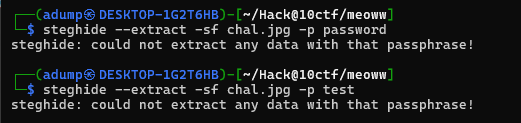 ┌──(adump㉿DESKTOP-1G2T6HB)-[~/Hack@10ctf/meoww]
└─$ steghide --extract -sf chal.jpg -p password
steghide: could not extract any data with that passphrase!
┌──(adump㉿DESKTOP-1G2T6HB)-[~/Hack@10ctf/meoww]
└─$ steghide --extract -sf chal.jpg -p test
steghide: could not extract any data with that passphrase!